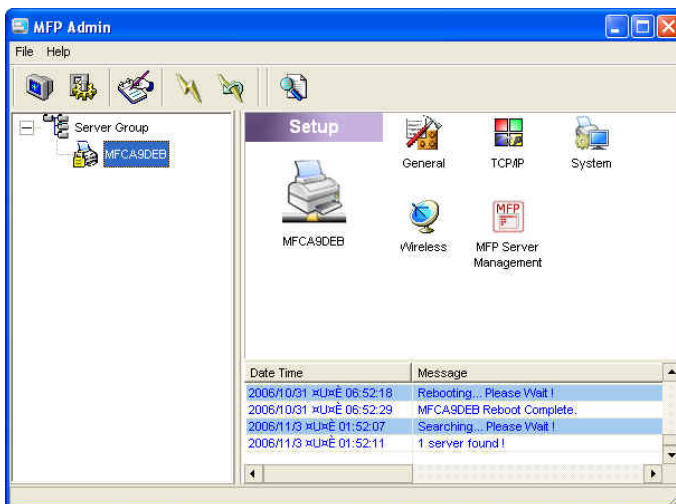 MFP Admin
File Help
Server Group
MFCA9DEB
Setup
MFCA9DEB
General
TCP/IP
System
Wireless
MFP Server
Management
Date Time Message
2006/10/31 ¤U¤È 06:52:18 Rebooting... Please Wait !
2006/10/31 ¤U¤È 06:52:29 MFCA9DEB Reboot Complete.
2006/11/3 ¤U¤È 01:52:07 Searching... Please Wait !
2006/11/3 ¤U¤È 01:52:11 1 server found !
MFP